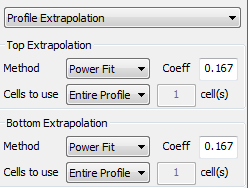 Profile Extrapolation
Top Extrapolation
Method Power Fit Coeff 0.167
Cells to use Entire Profile 1 cell(s)
Bottom Extrapolation
Method Power Fit Coeff 0.167
Cells to use Entire Profile 1 cell(s)